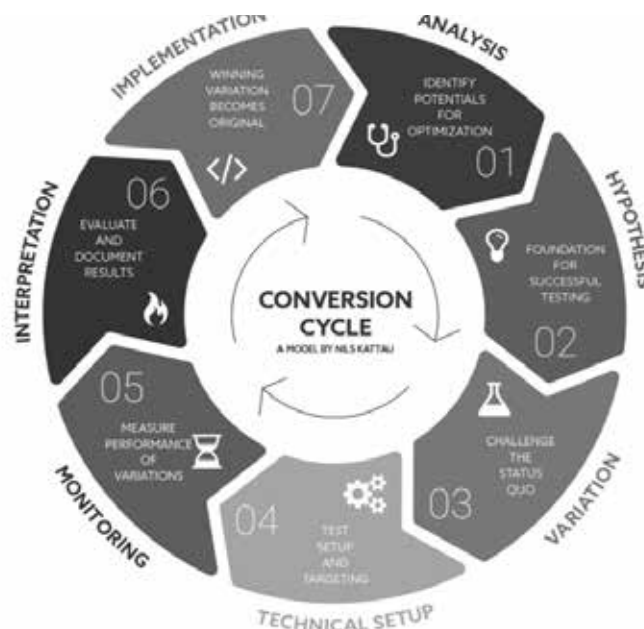 CONVERSION
CYCLE
A MODEL BY NILS KATTAU
ANALYSIS
IDENTIFY
POTENTIALS
FOR
OPTIMIZATION
01
HYPOTHESIS
FOUNDATION
FOR
SUCCESSFUL
TESTING
02
VARIATION
CHALLENGE
THE
STATUS
QUO
03
TECHNICAL SETUP
04
TEST
SETUP
AND
TARGETING
MONITORING
05
MEASURE
PERFORMANCE
OF
VARIATIONS
INTERPRETATION
06
EVALUATE
AND
DOCUMENT
RESULTS
IMPLEMENTATION
07
WINNING
VARIATION
BECOMES
ORIGINAL
</>